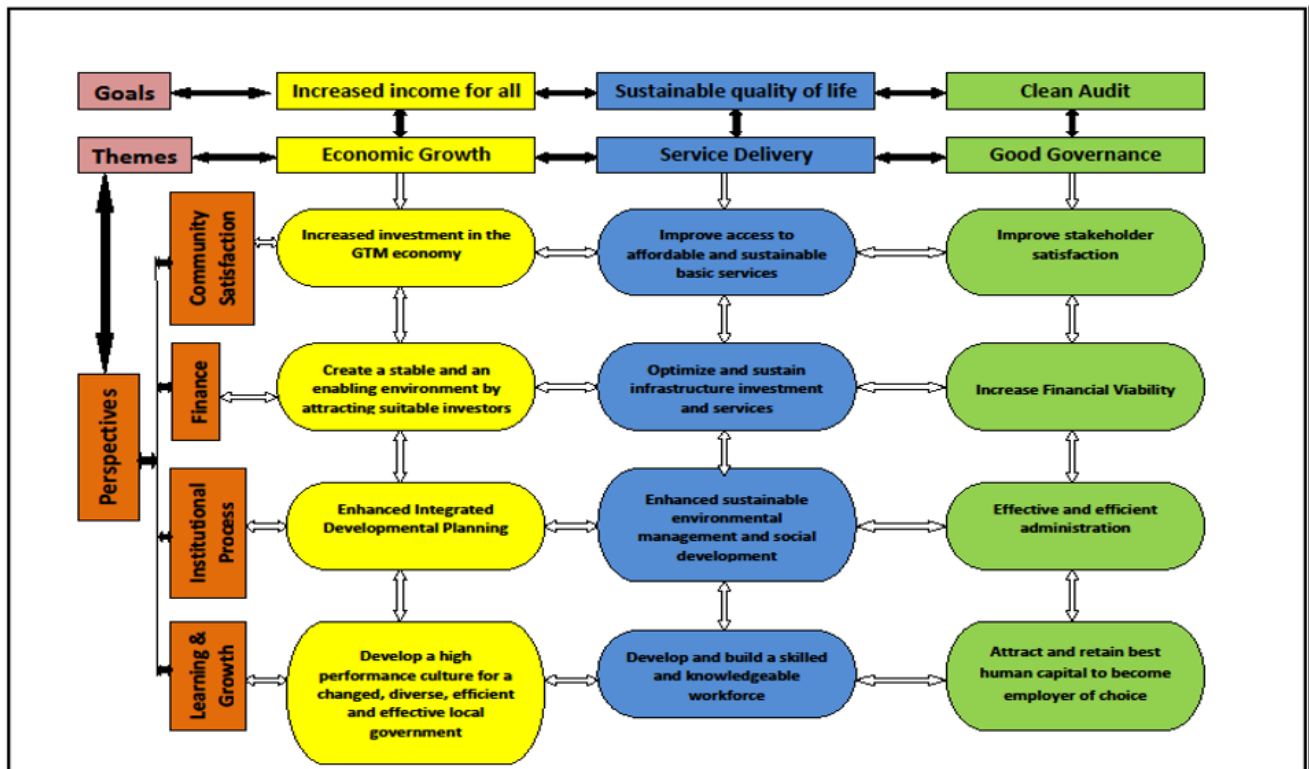 Goals
Increased income for all
Sustainable quality of life
Clean Audit
Themes
Economic Growth
Service Delivery
Good Governance
Perspectives
Community
Satisfaction
Increased investment in the
GTM economy
Improve access to
affordable and sustainable
basic services
Improve stakeholder
satisfaction
Finance
Create a stable and an
enabling environment by
attracting suitable investors
Optimize and sustain
infrastructure investment
and services
Increase Financial Viability
Institutional
Process
Enhanced Integrated
Developmental Planning
Enhanced sustainable
environmental
management and social
development
Effective and efficient
administration
Learning &
Growth
Develop a high
performance culture for a
changed, diverse, efficient
and effective local
government
Develop and build a skilled
and knowledgeable
workforce
Attract and retain best
human capital to become
employer of choice